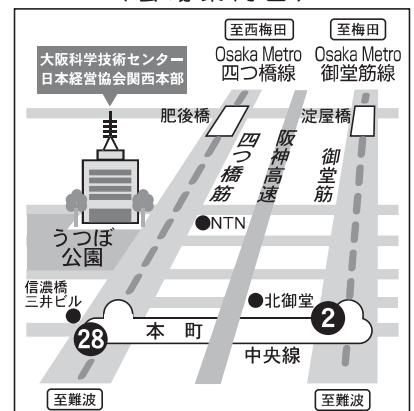 至西梅田
至梅田
Osaka Metro
四つ橋線
Osaka Metro
御堂筋線
大阪科学技術センター
日本経営協会関西本部
肥後橋
淀屋橋
四つ橋筋
阪神高速
御堂筋
NTN
うつぼ
公園
信濃橋
三井ビル
北御堂
28
本町
2
中央線
至難波
至難波